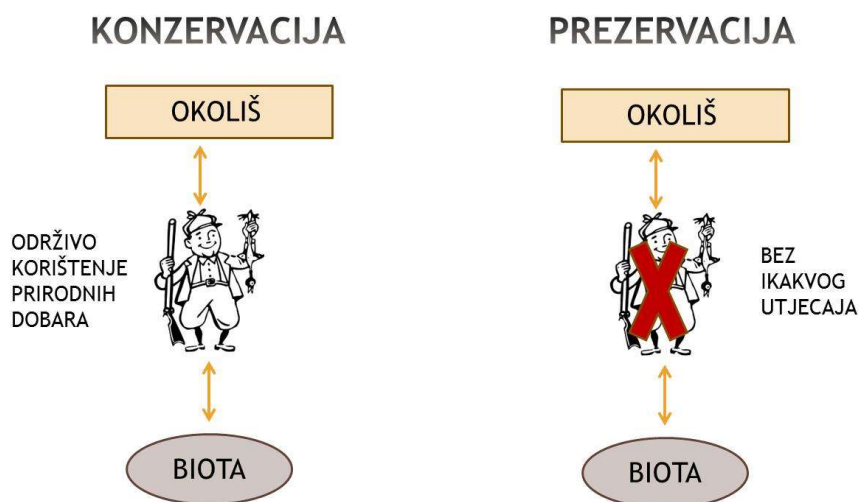 KONZERVACIJA
OKOLIŠ
ODRŽIVO
KORIŠTENJE
PRIRODNIH
DOBARA
BIOTA
PREZERVACIJA
OKOLIŠ
BEZ
IKAKVOG
UTJECAJA
BIOTA